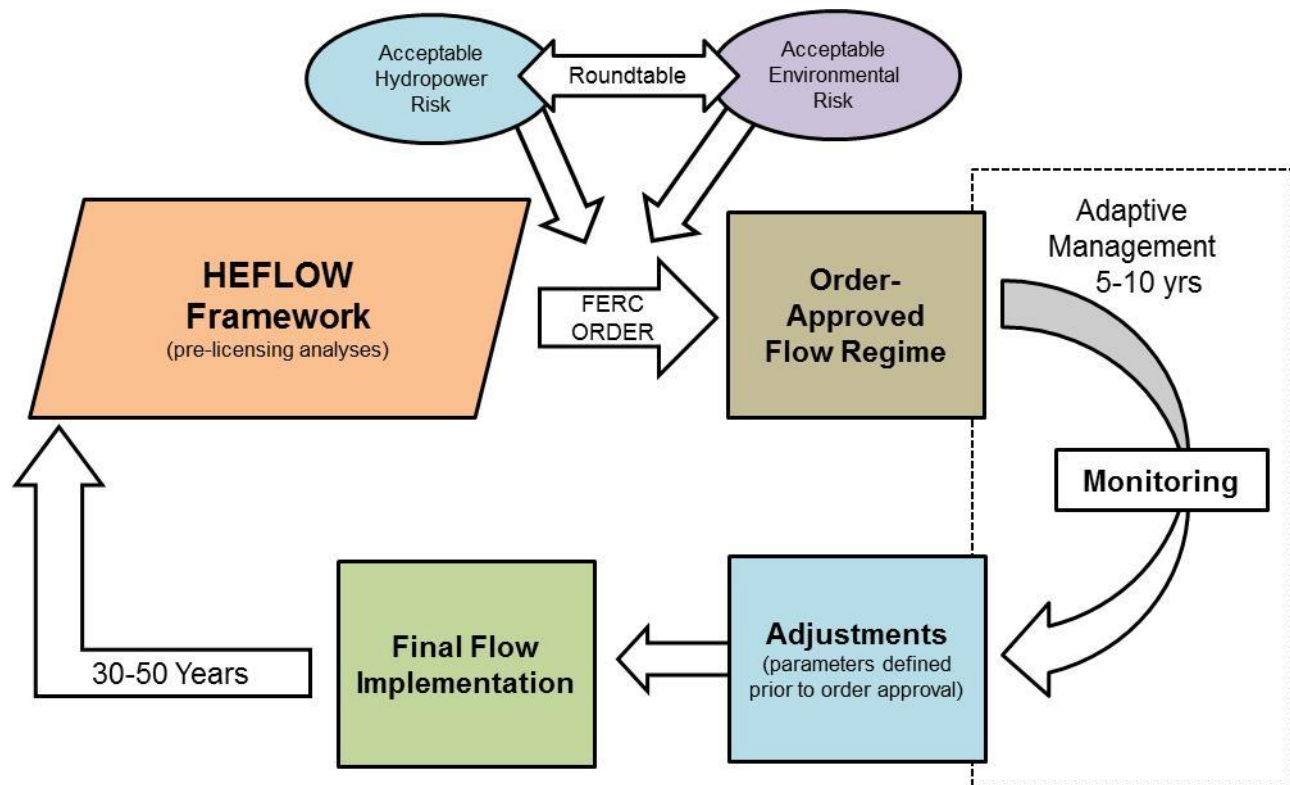 Acceptable
Hydropower
Risk
Roundtable
Acceptable
Environmental
Risk
HEFLOW
Framework
(pre-licensing analyses)
FERC
ORDER
Order-
Approved
Flow Regime
Adaptive
Management
5-10 yrs
Monitoring
Adjustments
(parameters defined
prior to order approval)
Final Flow
Implementation
30-50 Years